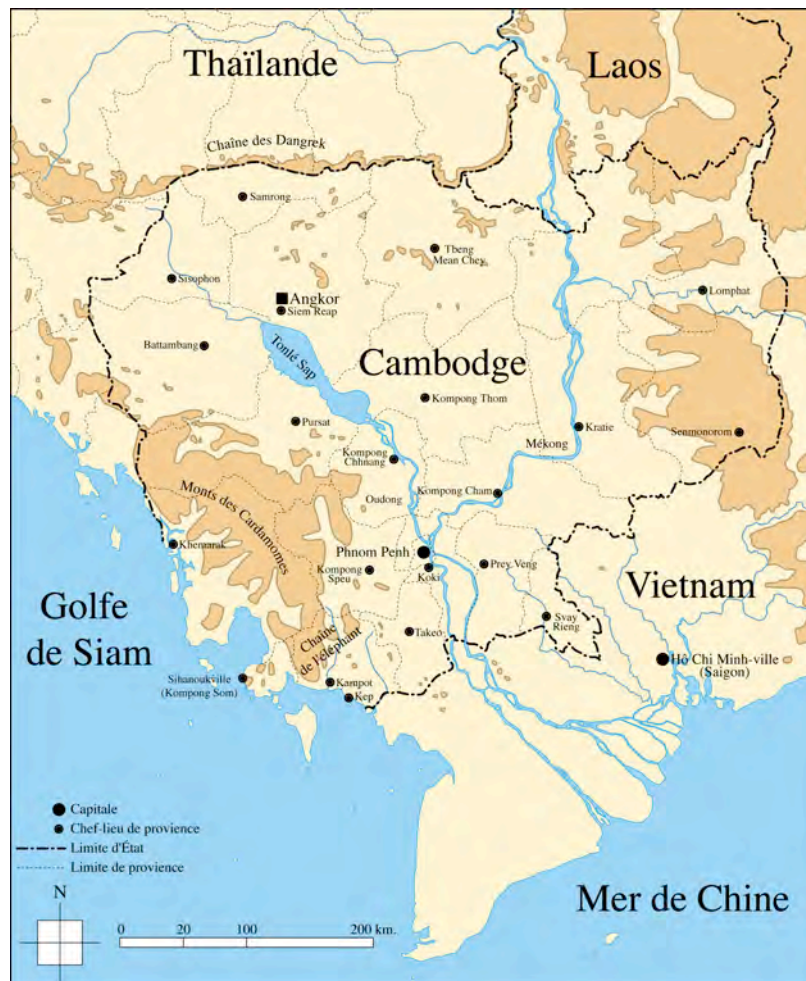 Thaïlande
Laos
Chaîne des Dangrek
Samrong
Tbeng
Mean Chey
Sisophon
Angkor
Siem Reap
Lomphat
Battambang
Tonlé Sap
Cambodge
Kompong Thom
Pursat
Kratie
Senmonorom
Mékong
Kompong
Chhnang
Monts des Cardamomes
Oudong
Kompong Cham
Khemarak
Phnom Penh
Kompong
Speu
Koki
Prey Veng
Vietnam
Golfe
de Siam
Svay
Rieng
Takeo
Chaîne
de l'éléphant
Hô Chi Minh-ville
(Saigon)
Sihanoukville
(Kompong Som)
Kampot
Kep
Capitale
Chef-lieu de provience
Limite d'État
Limite de provience
N
Mer de Chine
0 20 100 200 km.